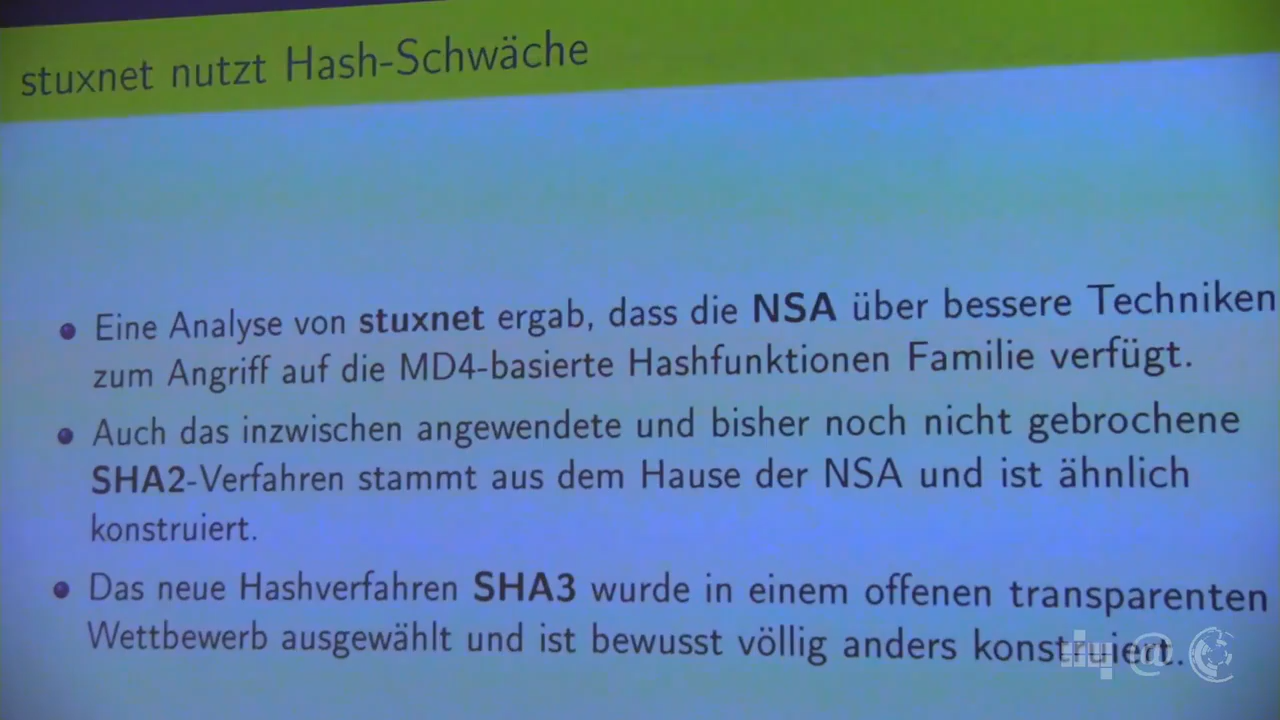 stuxnet nutzt Hash-Schwäche
• Eine Analyse von stuxnet ergab, dass die NSA über bessere Techniken
zum Angriff auf die MD4-basierte Hashfunktionen Familie verfügt.
• Auch das inzwischen angewendete und bisher noch nicht gebrochene
SHA2-Verfahren stammt aus dem Hause der NSA und ist ähnlich
konstruiert.
• Das neue Hashverfahren SHA3 wurde in einem offenen transparenten
Wettbewerb ausgewählt und ist bewusst völlig anders konstruiert.